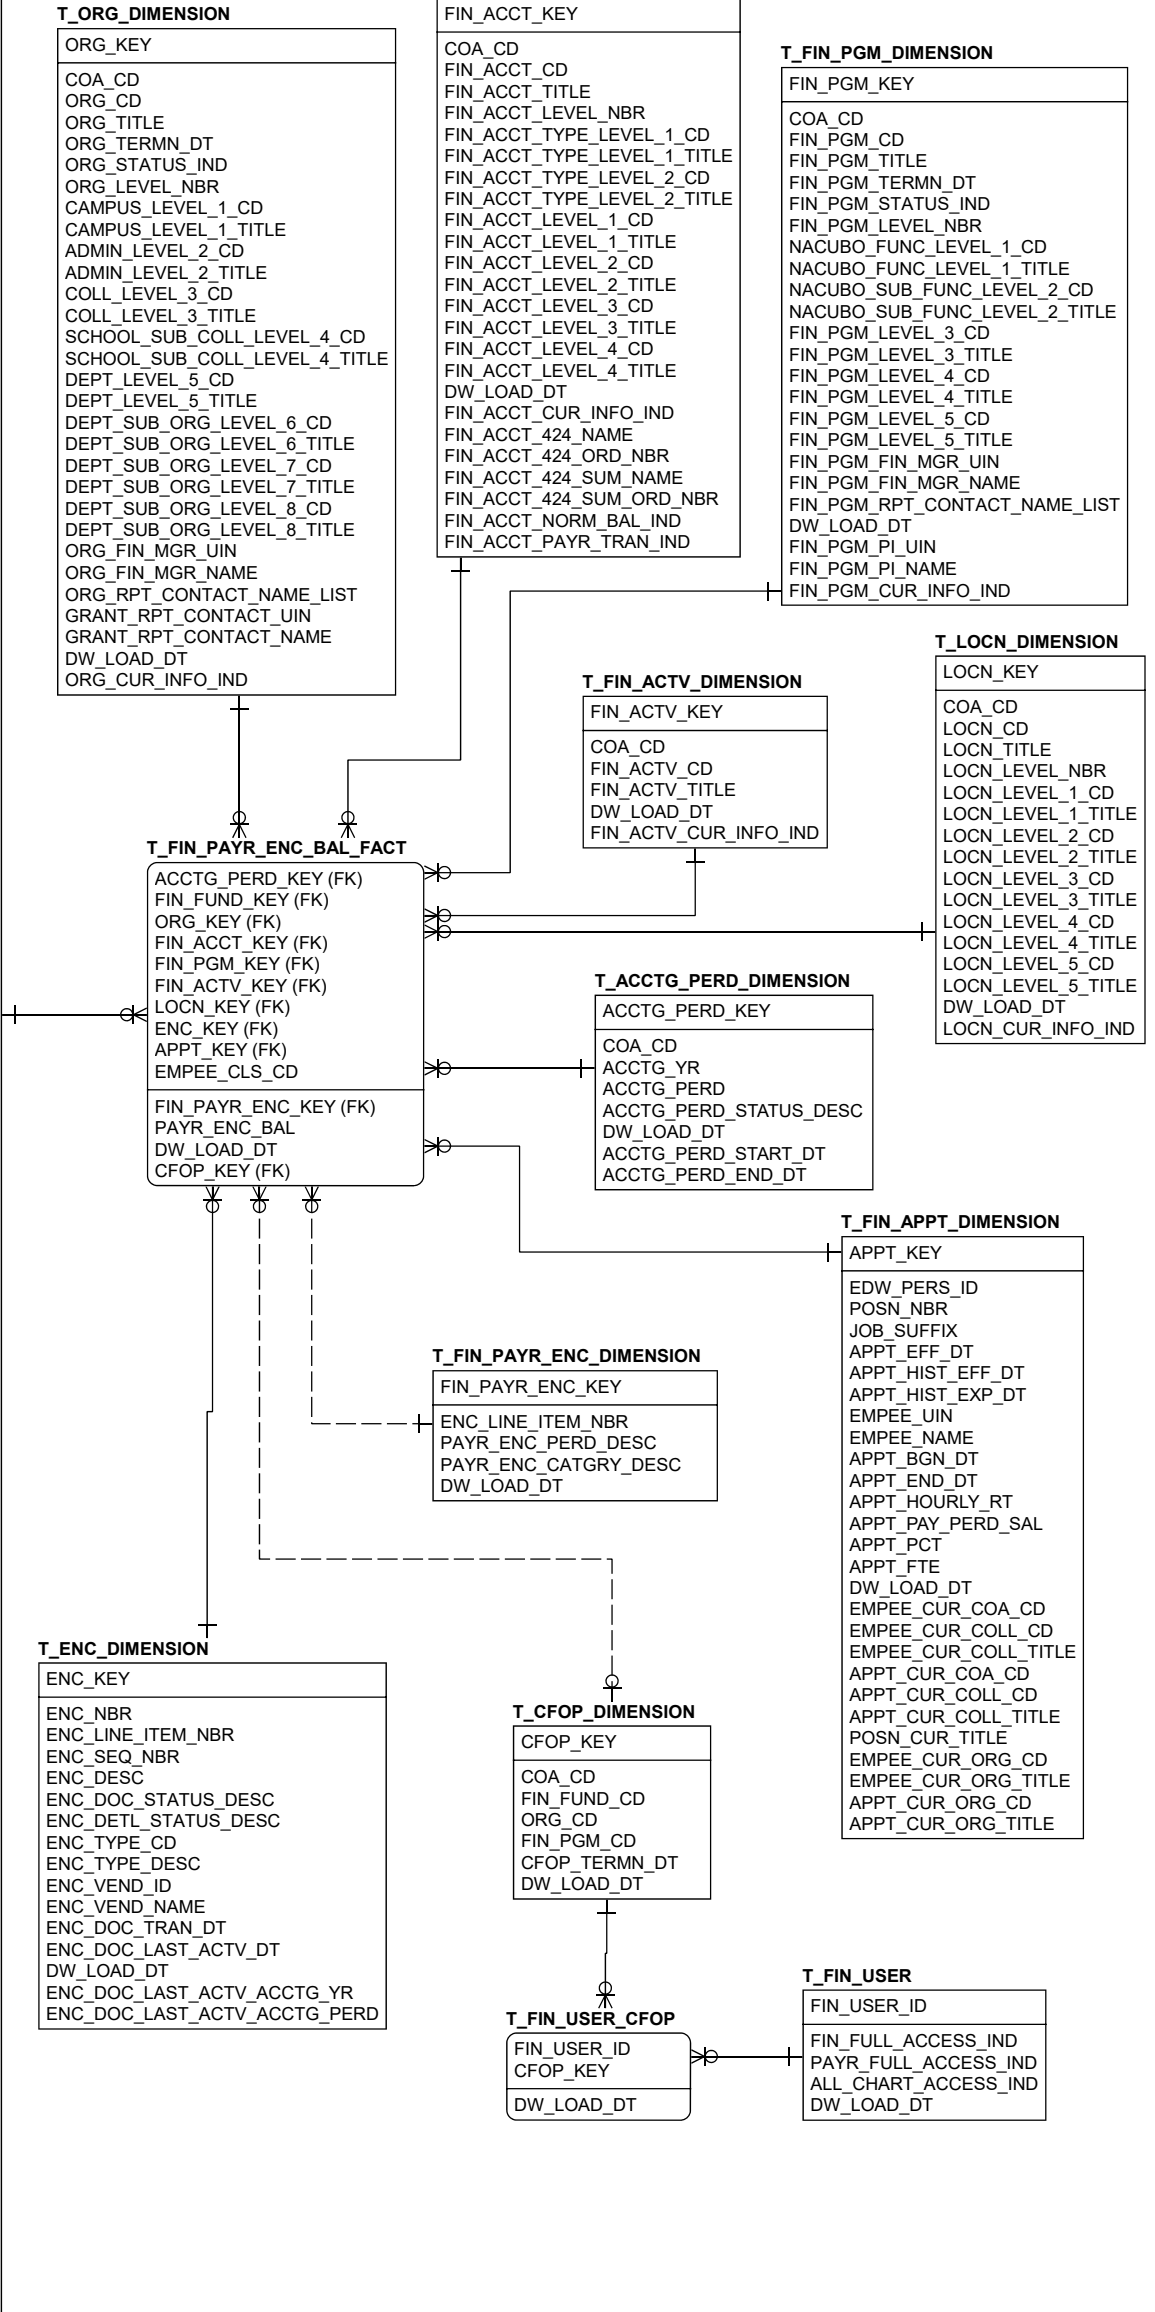 T_ORG_DIMENSION
ORG_KEY
COA_CD
ORG_CD
ORG_TITLE
ORG_TERMN_DT
ORG_STATUS_IND
ORG_LEVEL_NBR
CAMPUS_LEVEL_1_CD
CAMPUS_LEVEL_1_TITLE
ADMIN_LEVEL_2_CD
ADMIN_LEVEL_2_TITLE
COLL_LEVEL_3_CD
COLL_LEVEL_3_TITLE
SCHOOL_SUB_COLL_LEVEL_4_CD
SCHOOL_SUB_COLL_LEVEL_4_TITLE
DEPT_LEVEL_5_CD
DEPT_LEVEL_5_TITLE
DEPT_SUB_ORG_LEVEL_6_CD
DEPT_SUB_ORG_LEVEL_6_TITLE
DEPT_SUB_ORG_LEVEL_7_CD
DEPT_SUB_ORG_LEVEL_7_TITLE
DEPT_SUB_ORG_LEVEL_8_CD
DEPT_SUB_ORG_LEVEL_8_TITLE
ORG_FIN_MGR_UIN
ORG_FIN_MGR_NAME
ORG_RPT_CONTACT_NAME_LIST
GRANT_RPT_CONTACT_UIN
GRANT_RPT_CONTACT_NAME
DW_LOAD_DT
ORG_CUR_INFO_IND
FIN_ACCT_KEY
COA_CD
FIN_ACCT_CD
FIN_ACCT_TITLE
FIN_ACCT_LEVEL_NBR
FIN_ACCT_TYPE_LEVEL_1_CD
FIN_ACCT_TYPE_LEVEL_1_TITLE
FIN_ACCT_TYPE_LEVEL_2_CD
FIN_ACCT_TYPE_LEVEL_2_TITLE
FIN_ACCT_LEVEL_1_CD
FIN_ACCT_LEVEL_1_TITLE
FIN_ACCT_LEVEL_2_CD
FIN_ACCT_LEVEL_2_TITLE
FIN_ACCT_LEVEL_3_CD
FIN_ACCT_LEVEL_3_TITLE
FIN_ACCT_LEVEL_4_CD
FIN_ACCT_LEVEL_4_TITLE
DW_LOAD_DT
FIN_ACCT_CUR_INFO_IND
FIN_ACCT_424_NAME
FIN_ACCT_424_ORD_NBR
FIN_ACCT_424_SUM_NAME
FIN_ACCT_424_SUM_ORD_NBR
FIN_ACCT_NORM_BAL_IND
FIN_ACCT_PAYR_TRAN_IND
T_FIN_PGM_DIMENSION
FIN_PGM_KEY
COA_CD
FIN_PGM_CD
FIN_PGM_TITLE
FIN_PGM_TERMN_DT
FIN_PGM_STATUS_IND
FIN_PGM_LEVEL_NBR
NACUBO_FUNC_LEVEL_1_CD
NACUBO_FUNC_LEVEL_1_TITLE
NACUBO_SUB_FUNC_LEVEL_2_CD
NACUBO_SUB_FUNC_LEVEL_2_TITLE
FIN_PGM_LEVEL_3_CD
FIN_PGM_LEVEL_3_TITLE
FIN_PGM_LEVEL_4_CD
FIN_PGM_LEVEL_4_TITLE
FIN_PGM_LEVEL_5_CD
FIN_PGM_LEVEL_5_TITLE
FIN_PGM_FIN_MGR_UIN
FIN_PGM_FIN_MGR_NAME
FIN_PGM_RPT_CONTACT_NAME_LIST
DW_LOAD_DT
FIN_PGM_PI_UIN
FIN_PGM_PI_NAME
FIN_PGM_CUR_INFO_IND
T_LOCN_DIMENSION
LOCN_KEY
COA_CD
LOCN_CD
LOCN_TITLE
LOCN_LEVEL_NBR
LOCN_LEVEL_1_CD
LOCN_LEVEL_1_TITLE
LOCN_LEVEL_2_CD
LOCN_LEVEL_2_TITLE
LOCN_LEVEL_3_CD
LOCN_LEVEL_3_TITLE
LOCN_LEVEL_4_CD
LOCN_LEVEL_4_TITLE
LOCN_LEVEL_5_CD
LOCN_LEVEL_5_TITLE
DW_LOAD_DT
LOCN_CUR_INFO_IND
T_FIN_ACTV_DIMENSION
FIN_ACTV_KEY
COA_CD
FIN_ACTV_CD
FIN_ACTV_TITLE
DW_LOAD_DT
FIN_ACTV_CUR_INFO_IND
T_FIN_PAYR_ENC_BAL_FACT
ACCTG_PERD_KEY (FK)
FIN_FUND_KEY (FK)
ORG_KEY (FK)
FIN_ACCT_KEY (FK)
FIN_PGM_KEY (FK)
FIN_ACTV_KEY (FK)
LOCN_KEY (FK)
ENC_KEY (FK)
APPT_KEY (FK)
EMPEE_CLS_CD
FIN_PAYR_ENC_KEY (FK)
PAYR_ENC_BAL
DW_LOAD_DT
CFOP_KEY (FK)
T_ACCTG_PERD_DIMENSION
ACCTG_PERD_KEY
COA_CD
ACCTG_YR
ACCTG_PERD
ACCTG_PERD_STATUS_DESC
DW_LOAD_DT
ACCTG_PERD_START_DT
ACCTG_PERD_END_DT
T_FIN_APPT_DIMENSION
APPT_KEY
EDW_PERS_ID
POSN_NBR
JOB_SUFFIX
APPT_EFF_DT
APPT_HIST_EFF_DT
APPT_HIST_EXP_DT
EMPEE_UIN
EMPEE_NAME
APPT_BGN_DT
APPT_END_DT
APPT_HOURLY_RT
APPT_PAY_PERD_SAL
APPT_PCT
APPT_FTE
DW_LOAD_DT
EMPEE_CUR_COA_CD
EMPEE_CUR_COLL_CD
EMPEE_CUR_COLL_TITLE
APPT_CUR_COA_CD
APPT_CUR_COLL_CD
APPT_CUR_COLL_TITLE
POSN_CUR_TITLE
EMPEE_CUR_ORG_CD
EMPEE_CUR_ORG_TITLE
APPT_CUR_ORG_CD
APPT_CUR_ORG_TITLE
T_FIN_PAYR_ENC_DIMENSION
FIN_PAYR_ENC_KEY
ENC_LINE_ITEM_NBR
PAYR_ENC_PERD_DESC
PAYR_ENC_CATGRY_DESC
DW_LOAD_DT
T_ENC_DIMENSION
ENC_KEY
ENC_NBR
ENC_LINE_ITEM_NBR
ENC_SEQ_NBR
ENC_DESC
ENC_DOC_STATUS_DESC
ENC_DETL_STATUS_DESC
ENC_TYPE_CD
ENC_TYPE_DESC
ENC_VEND_ID
ENC_VEND_NAME
ENC_DOC_TRAN_DT
ENC_DOC_LAST_ACTV_DT
DW_LOAD_DT
ENC_DOC_LAST_ACTV_ACCTG_YR
ENC_DOC_LAST_ACTV_ACCTG_PERD
T_CFOP_DIMENSION
CFOP_KEY
COA_CD
FIN_FUND_CD
ORG_CD
FIN_PGM_CD
CFOP_TERMN_DT
DW_LOAD_DT
T_FIN_USER_CFOP
FIN_USER_ID
CFOP_KEY
DW_LOAD_DT
T_FIN_USER
FIN_USER_ID
FIN_FULL_ACCESS_IND
PAYR_FULL_ACCESS_IND
ALL_CHART_ACCESS_IND
DW_LOAD_DT